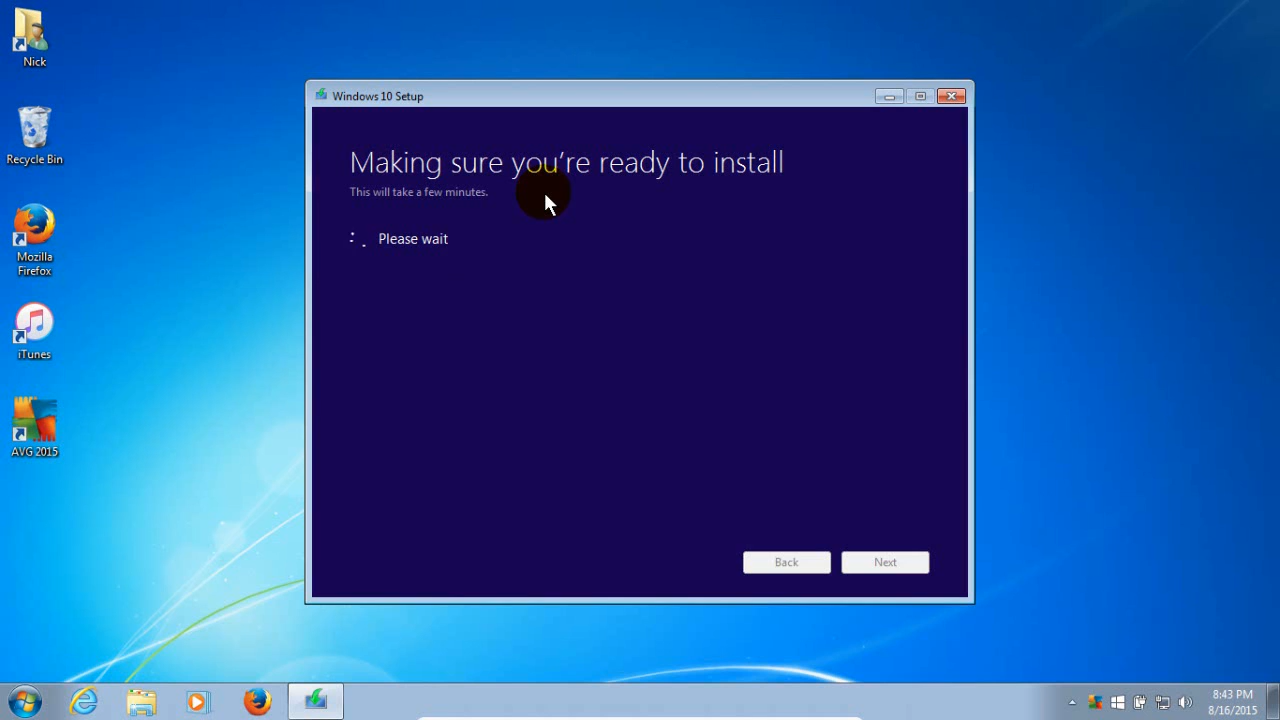 Nick
Recycle Bin
Mozilla
Firefox
iTunes
AVG 2015
Windows 10 Setup
Making sure you're ready to install
This will take a few minutes.
Please wait
Back
Next
8:43 PM
8/16/2015